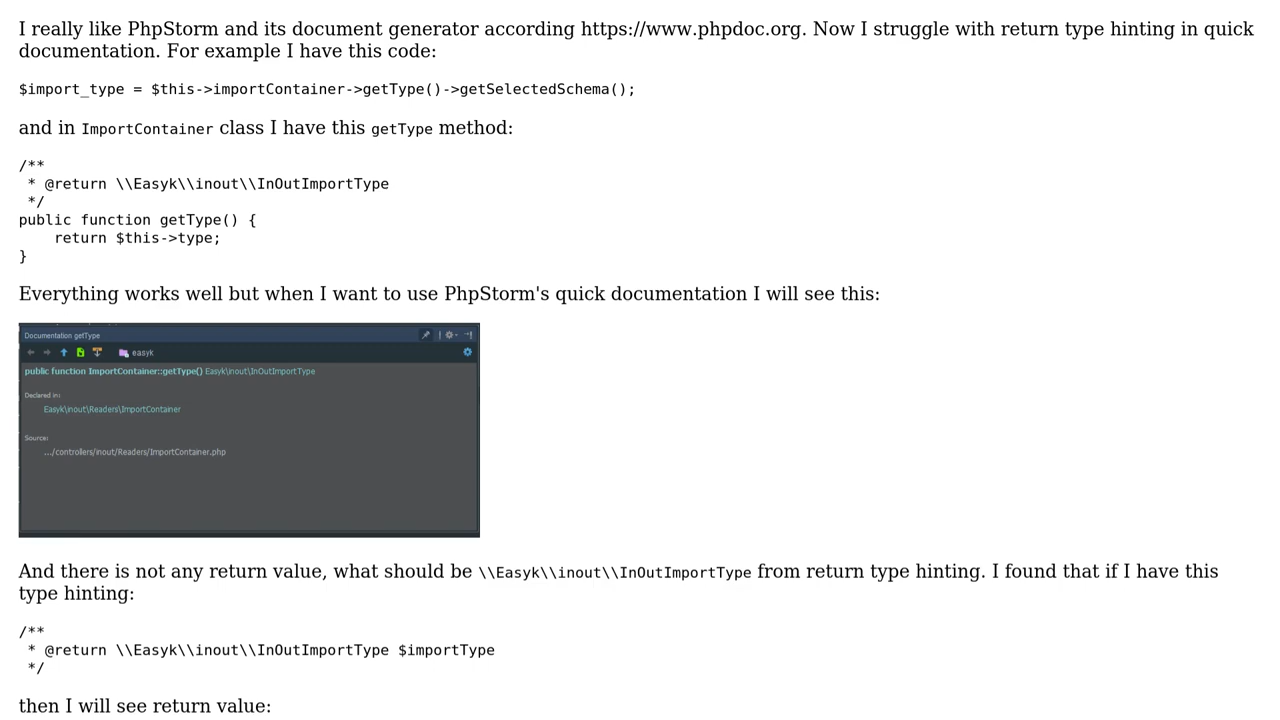 I really like PhpStorm and its document generator according https://www.phpdoc.org. Now I struggle with return type hinting in quick
documentation. For example I have this code:
$import_type = $this->importContainer->getType()->getSelectedSchema();
and in ImportContainer class I have this getType method:
/**
 * @return \\Easyk\\inout\\InOutImportType
 */
public function getType() {
    return $this->type;
}
Everything works well but when I want to use PhpStorm's quick documentation I will see this:
Documentation getType
easyk
public function ImportContainer::getType() Easyk\inout\InOutImportType
Declared in:
Easyk\inout\Readers\ImportContainer
Source:
.../controllers/inout/Readers/ImportContainer.php
And there is not any return value, what should be \\Easyk\\inout\\InOutImportType from return type hinting. I found that if I have this
type hinting:
/**
 * @return \\Easyk\\inout\\InOutImportType $importType
 */
then I will see return value: